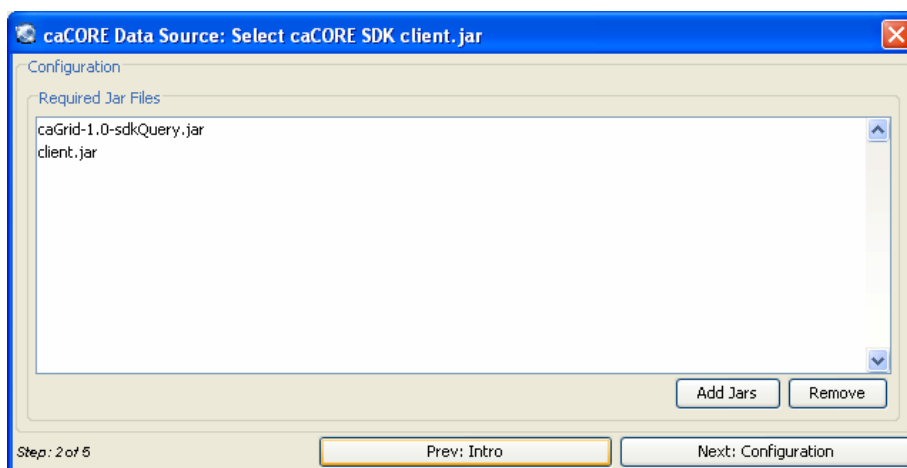 caCORE Data Source: Select caCORE SDK client.jar
Configuration
Required Jar Files
caGrid-1.0-sdkQuery.jar
client.jar
Add Jars Remove
Step: 2 of 5 Prev: Intro Next: Configuration